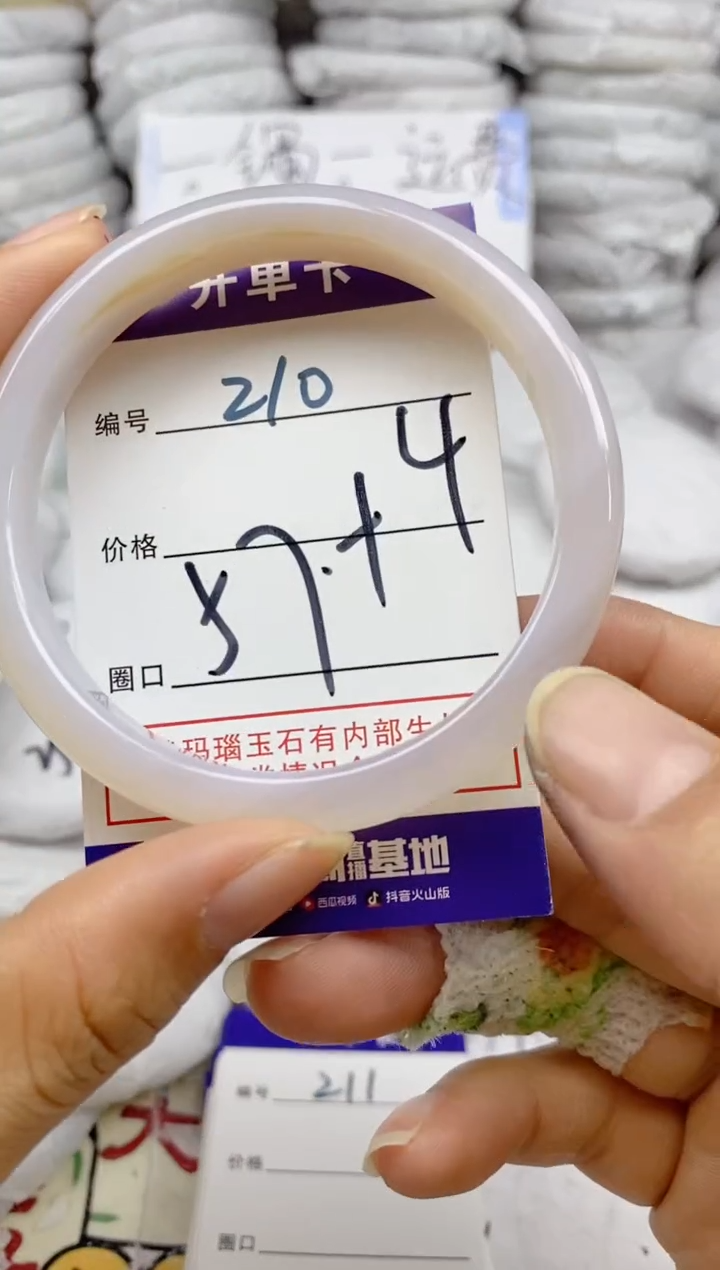 一镯一运费
开单卡
编号 210
价格
57.+4
圈口
玛瑙玉石有内部生
基地
西瓜视频 抖音火山版
编号 211
价格
圈口